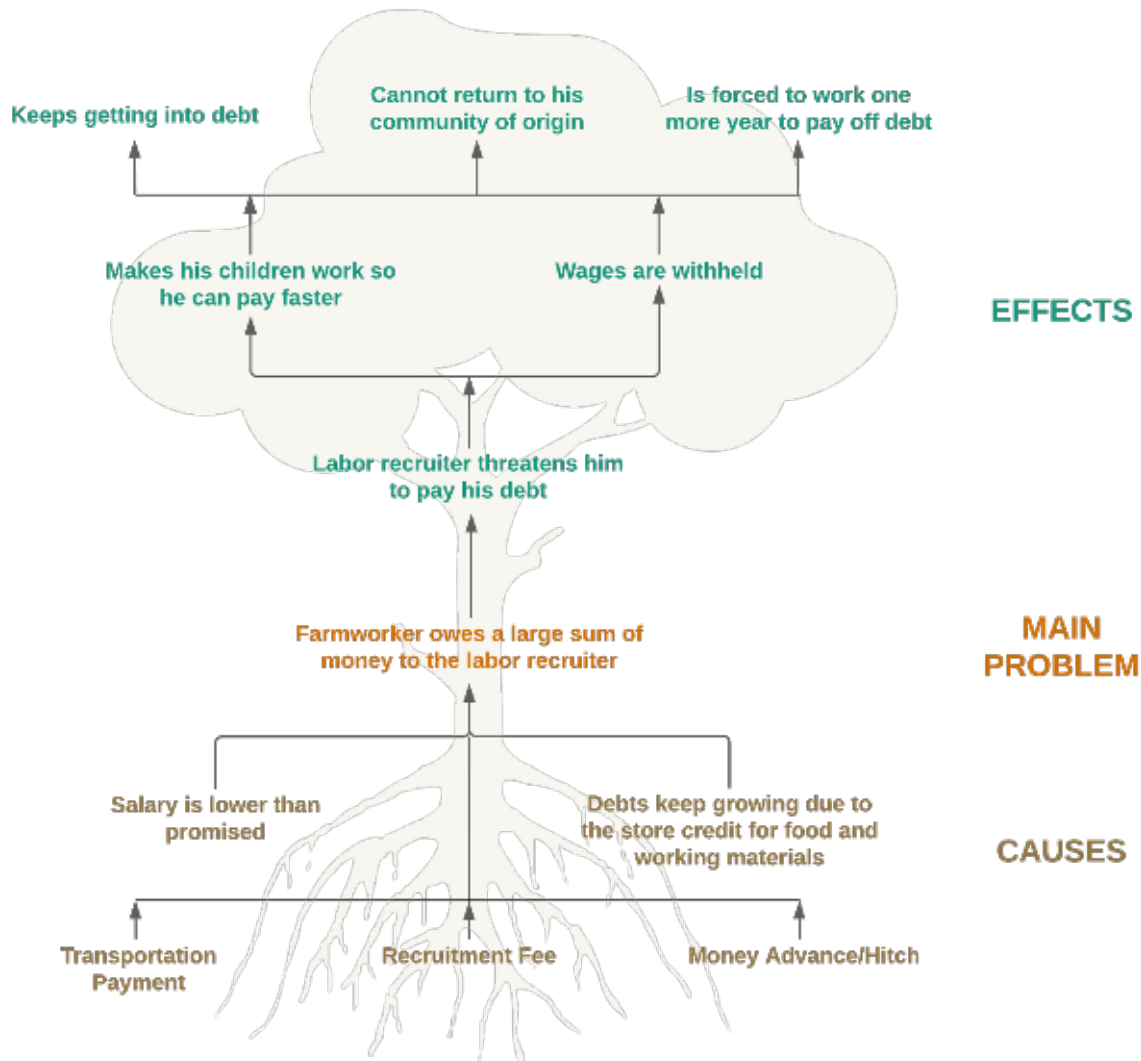 Keeps getting into debt
Cannot return to his
community of origin
Is forced to work one
more year to pay off debt
Makes his children work so
he can pay faster
Wages are withheld
EFFECTS
Labor recruiter threatens him
to pay his debt
Farmworker owes a large sum of
money to the labor recruiter
MAIN
PROBLEM
Salary is lower than
promised
Debts keep growing due to
the store credit for food and
working materials
CAUSES
Transportation
Payment
Recruitment Fee
Money Advance/Hitch